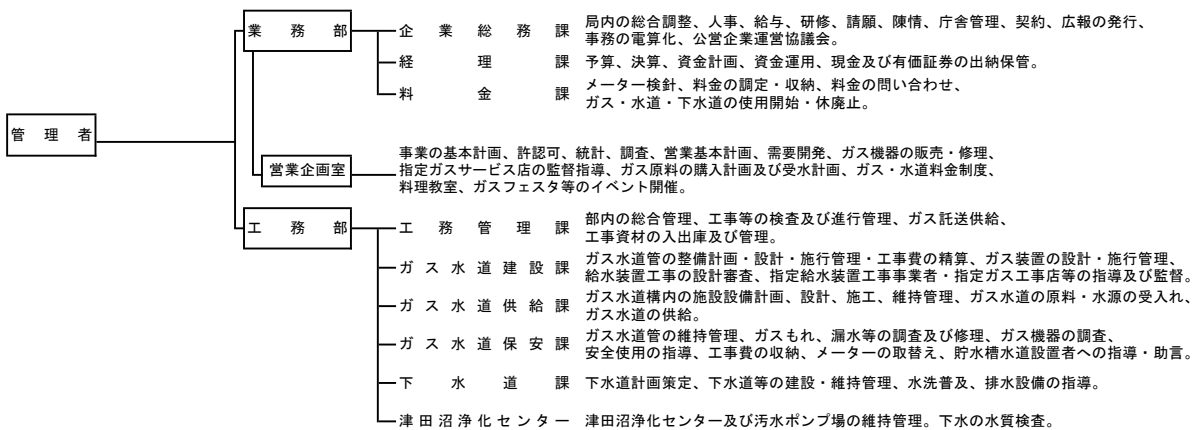 管理者
業務部
企業総務課
局内の総合調整、人事、給与、研修、請願、陳情、庁舎管理、契約、広報の発行、
事務の電算化、公営企業運営協議会。
経理課
予算、決算、資金計画、資金運用、現金及び有価証券の出納保管。
料金課
メーター検針、料金の調定・収納、料金の問い合わせ、
ガス・水道・下水道の使用開始・休廃止。
営業企画室
事業の基本計画、許認可、統計、調査、営業基本計画、需要開発、ガス機器の販売・修理、
指定ガスサービス店の監督指導、ガス原料の購入計画及び受水計画、ガス・水道料金制度、
料理教室、ガスフェスタ等のイベント開催。
工務部
工務管理課
部内の総合管理、工事等の検査及び進行管理、ガス託送供給、
工事資材の入出庫及び管理。
ガス水道建設課
ガス水道管の整備計画・設計・施行管理・工事費の精算、ガス装置の設計・施行管理、
給水装置工事の設計審査、指定給水装置工事事業者・指定ガス工事店等の指導及び監督。
ガス水道供給課
ガス水道構内の施設設備計画、設計、施工、維持管理、ガス水道の原料・水源の受入れ、
ガス水道の供給。
ガス水道保安課
ガス水道管の維持管理、ガスもれ、漏水等の調査及び修理、ガス機器の調査、
安全使用の指導、工事費の収納、メーターの取替え、貯水槽水道設置者への指導・助言。
下水道課
下水道計画策定、下水道等の建設・維持管理、水洗普及、排水設備の指導。
津田沼浄化センター
津田沼浄化センター及び汚水ポンプ場の維持管理。下水の水質検査。